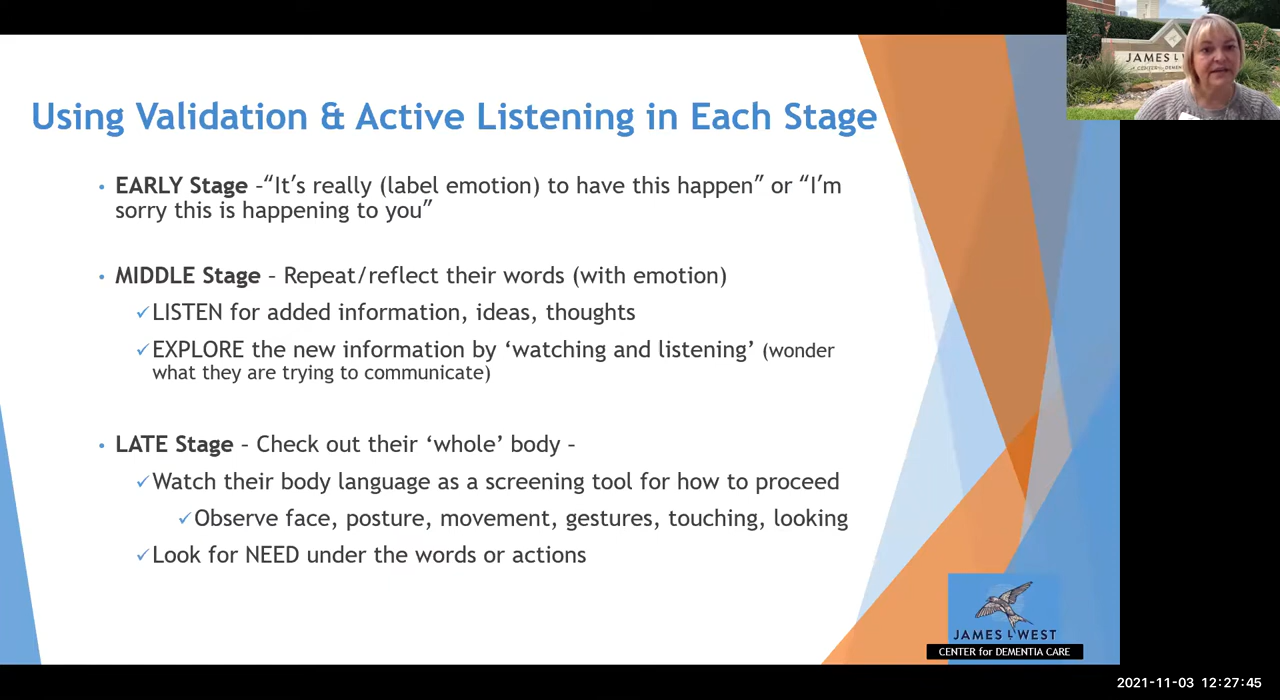 JAMES L W
CENTER for DEME
Using Validation & Active Listening in Each Stage
• EARLY Stage –“It’s really (label emotion) to have this happen” or “I’m
sorry this is happening to you”
• MIDDLE Stage – Repeat/reflect their words (with emotion)
✓LISTEN for added information, ideas, thoughts
✓EXPLORE the new information by ‘watching and listening’ (wonder
what they are trying to communicate)
• LATE Stage – Check out their ‘whole’ body –
✓Watch their body language as a screening tool for how to proceed
✓Observe face, posture, movement, gestures, touching, looking
✓Look for NEED under the words or actions
JAMES L WEST
CENTER for DEMENTIA CARE
2021-11-03 12:27:45